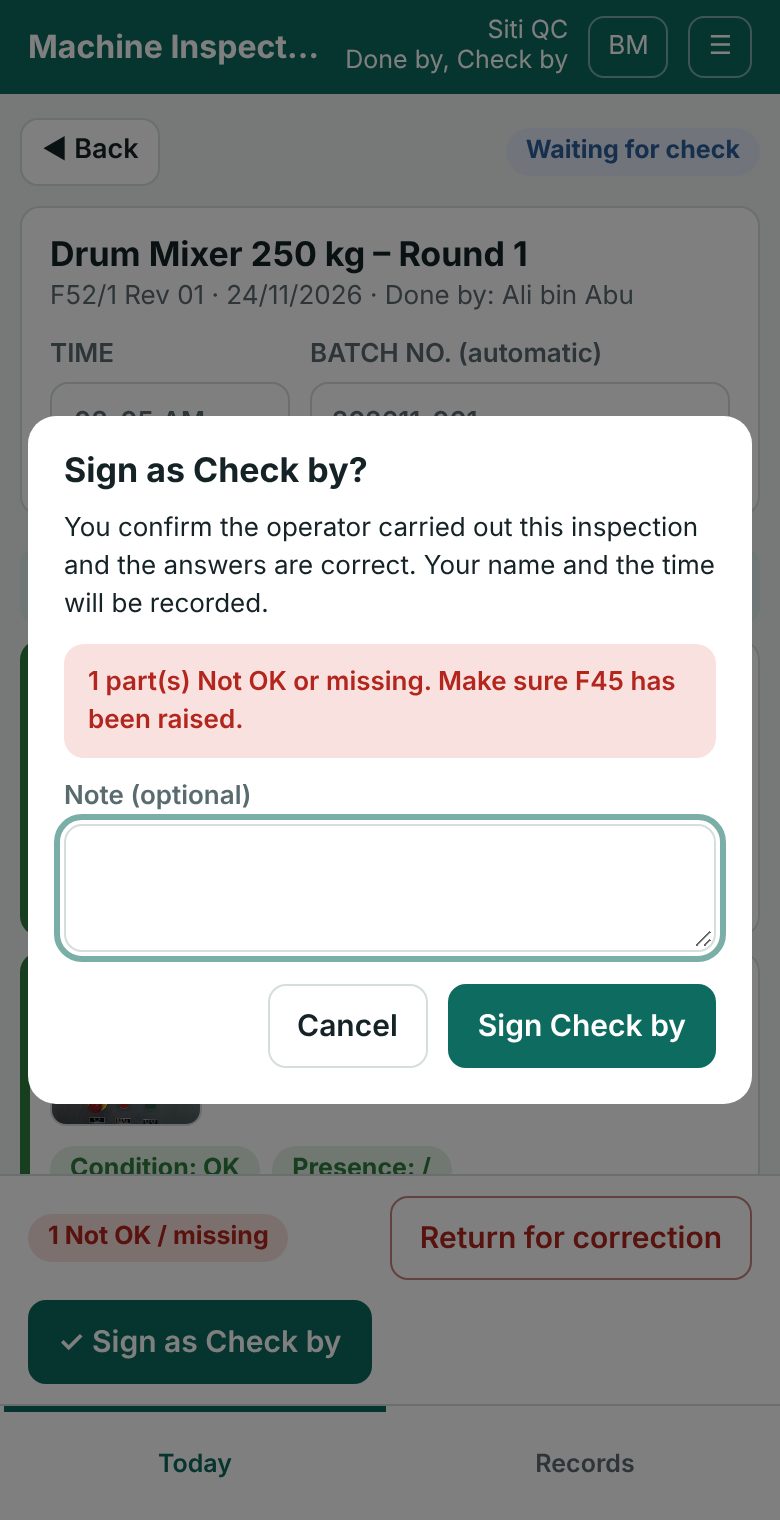 Machine Inspect...
Siti QC
Done by, Check by
BM
Back
Waiting for check
Drum Mixer 250 kg – Round 1
F52/1 Rev 01 · 24/11/2026 · Done by: Ali bin Abu
TIME
BATCH NO. (automatic)
Sign as Check by?
You confirm the operator carried out this inspection
and the answers are correct. Your name and the time
will be recorded.
1 part(s) Not OK or missing. Make sure F45 has
been raised.
Note (optional)
Cancel
Sign Check by
Condition: OK
Presence: /
1 Not OK / missing
Return for correction
✓ Sign as Check by
Today
Records